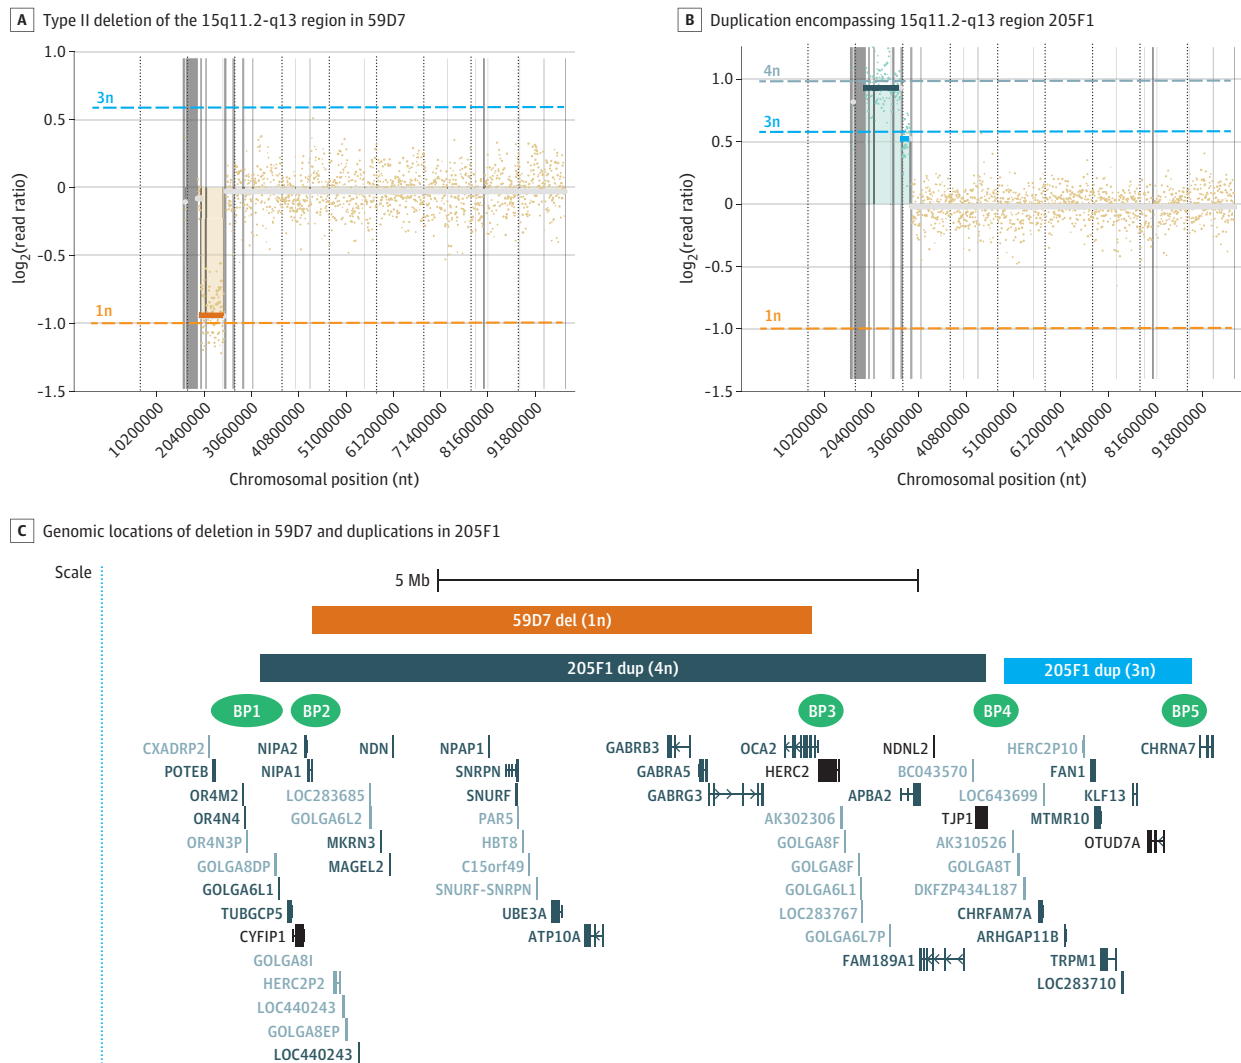 A Type II deletion of the 15q11.2-q13 region in 59D7
1.0
3n
0.5
0
-0.5
1n
-1.0
-1.5
log2(read ratio)
10200000 20400000 30600000 40800000 51000000 61200000 71400000 81600000 91800000
Chromosomal position (nt)
B Duplication encompassing 15q11.2-q13 region 205F1
4n
1.0
3n
0.5
0
-0.5
1n
-1.0
-1.5
log2(read ratio)
10200000 20400000 30600000 40800000 51000000 61200000 71400000 81600000 91800000
Chromosomal position (nt)
C Genomic locations of deletion in 59D7 and duplications in 205F1
Scale
5 Mb
59D7 del (1n)
205F1 dup (4n) 205F1 dup (3n)
BP1 BP2 BP3 BP4 BP5
CXADRP2 NIPA2 NDN NPAP1 GABRB3 OCA2 NDNL2 HERC2P10 CHRNA7
POTEB NIPA1 SNRPN GABRA5 HERC2 BC043570 FAN1
OR4M2 LOC283685 SNURF GABRG3 APBA2 LOC643699 KLF13
OR4N4 GOLGA6L2 PAR5 AK302306 TJP1 MTMR10
OR4N3P MKRN3 HBT8 GOLGA8F AK310526 OTUD7A
GOLGA8DP MAGEL2 C15orf49 GOLGA8F GOLGA8T
GOLGA6L1 SNURF-SNRPN GOLGA6L1 DKFZP434L187
TUBGCP5 UBE3A LOC283767 CHRFAM7A
CYFIP1 ATP10A GOLGA6L7P ARHGAP11B
GOLGA8I FAM189A1 TRPM1
HERC2P2 LOC283710
LOC440243
GOLGA8EP
LOC440243